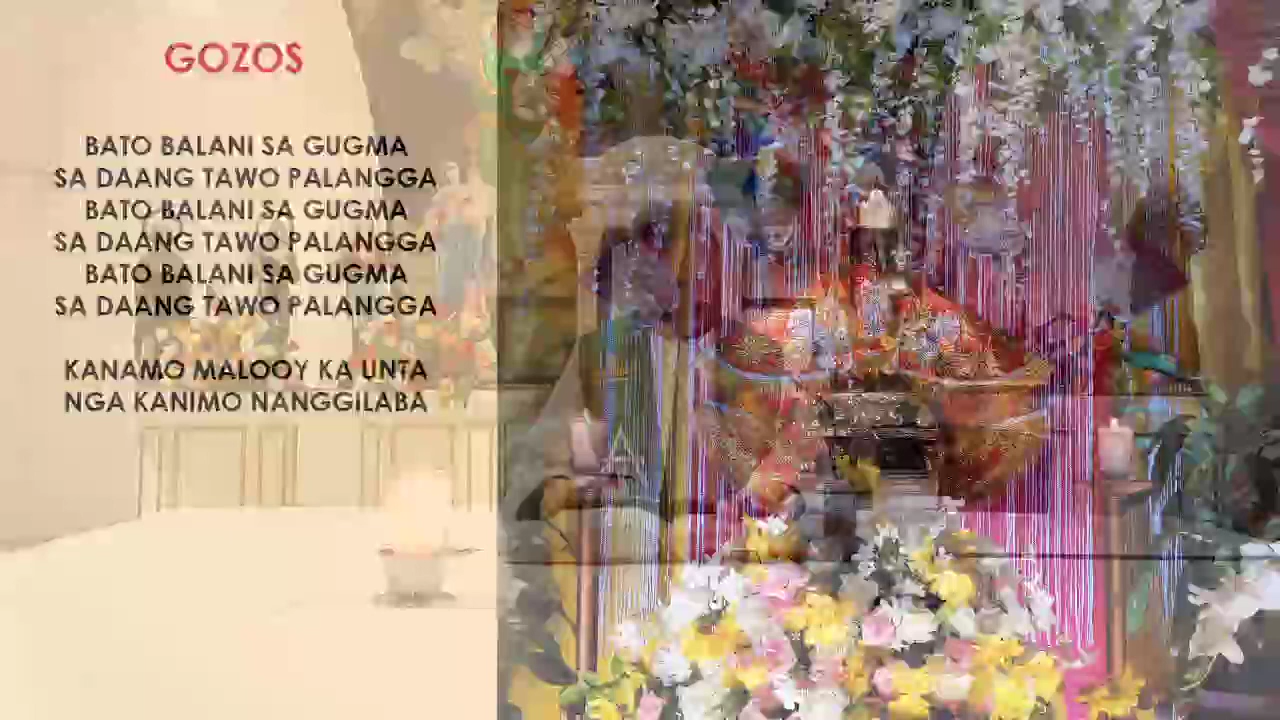 GOZOS
BATO BALANI SA GUGMA
SA DAANG TAWO PALANGGA
BATO BALANI SA GUGMA
SA DAANG TAWO PALANGGA
BATO BALANI SA GUGMA
SA DAANG TAWO PALANGGA
KANAMO MALOOY KA UNTA
NGA KANIMO NANGGILABA